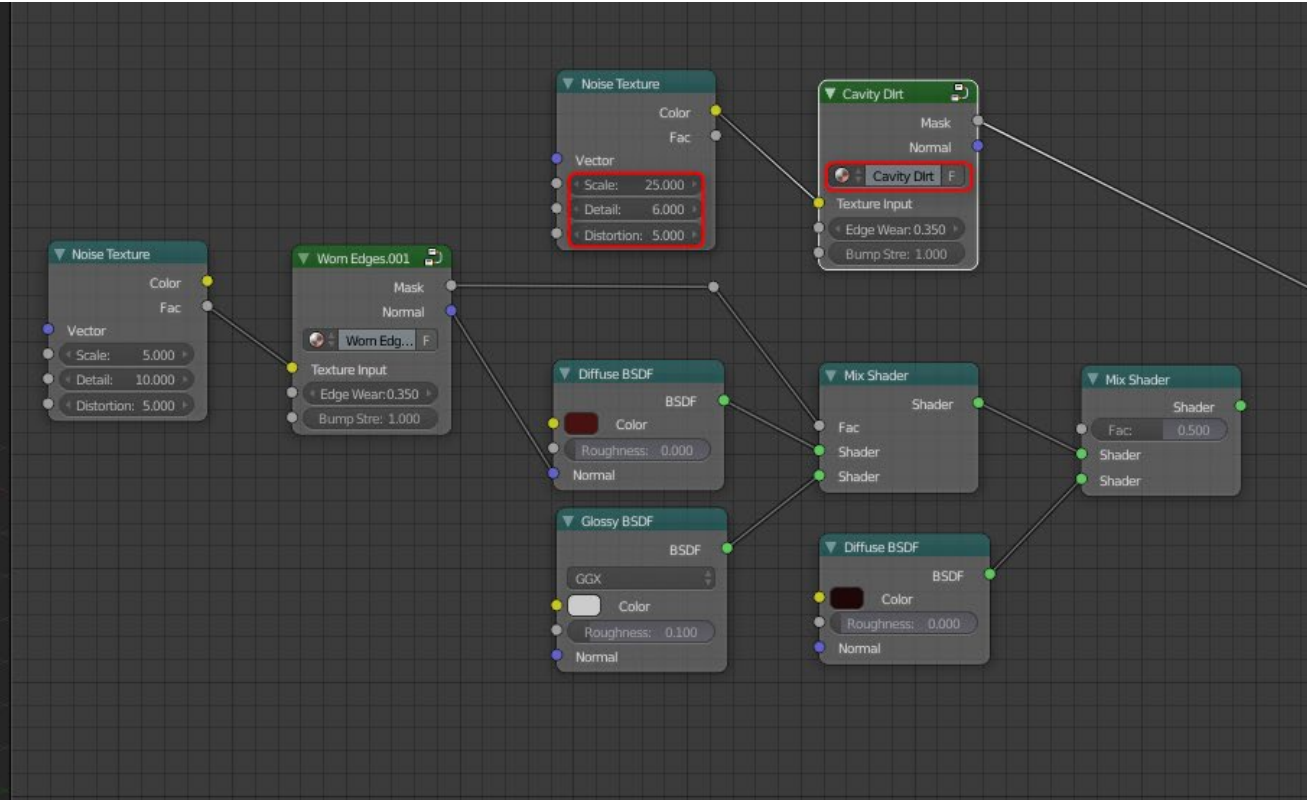 Noise Texture
Color
Fac
Vector
Scale: 25.000
Detail: 6.000
Distortion: 5.000
Cavity DIrt
Mask
Normal
Cavity DIrt F
Texture Input
Edge Wear: 0.350
Bump Stre: 1.000
Noise Texture
Color
Fac
Vector
Scale: 5.000
Detail: 10.000
Distortion: 5.000
Worn Edges.001
Mask
Normal
Worn Edg... F
Texture Input
Edge Wear: 0.350
Bump Stre: 1.000
Diffuse BSDF
BSDF
Color
Roughness: 0.000
Normal
Mix Shader
Shader
Fac
Shader
Shader
Mix Shader
Shader
Fac: 0.500
Shader
Shader
Glossy BSDF
BSDF
GGX
Color
Roughness: 0.100
Normal
Diffuse BSDF
BSDF
Color
Roughness: 0.000
Normal